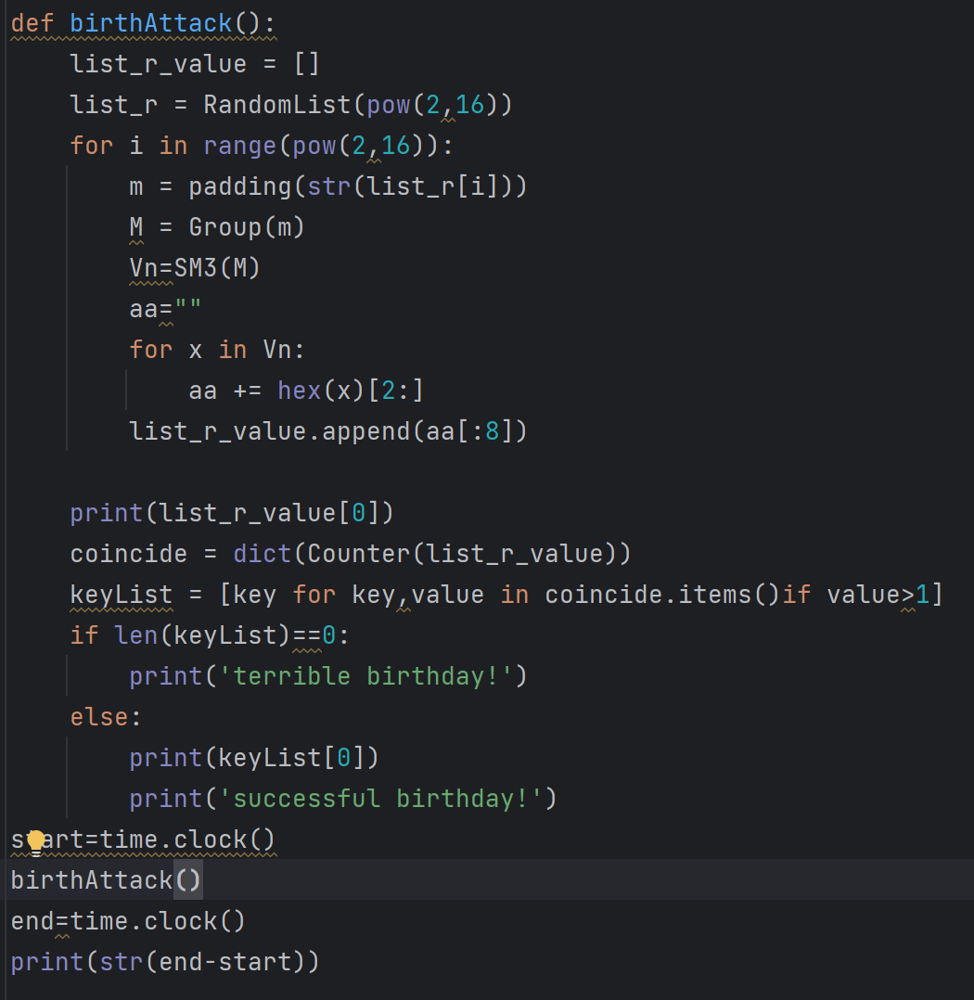 def birthAttack():
    list_r_value = []
    list_r = RandomList(pow(2,16))
    for i in range(pow(2,16)):
        m = padding(str(list_r[i]))
        M = Group(m)
        Vn=SM3(M)
        aa=""
        for x in Vn:
            aa += hex(x)[2:]
        list_r_value.append(aa[:8])

    print(list_r_value[0])
    coincide = dict(Counter(list_r_value))
    keyList = [key for key,value in coincide.items()if value>1]
    if len(keyList)==0:
        print('terrible birthday!')
    else:
        print(keyList[0])
        print('successful birthday!')
start=time.clock()
birthAttack()
end=time.clock()
print(str(end-start))